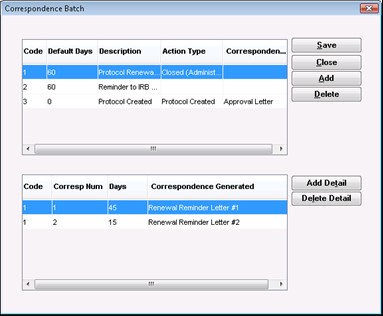 Correspondence Batch
Code Default Days Description Action Type Corresponden...
1 60 Protocol Renewa... Closed (Administ...
2 60 Reminder to IRB ...
3 0 Protocol Created Protocol Created Approval Letter
Save
Close
Add
Delete
Code Corresp Num Days Correspondence Generated
1 1 45 Renewal Reminder Letter #1
1 2 15 Renewal Reminder Letter #2
Add Detail
Delete Detail